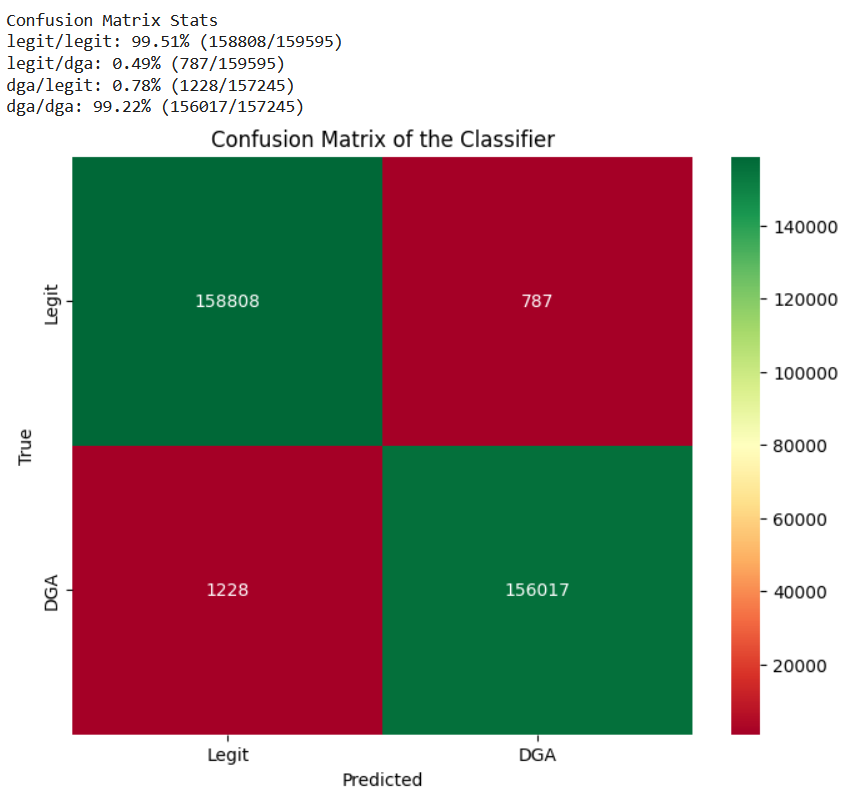 Confusion Matrix Stats
legit/legit: 99.51% (158808/159595)
legit/dga: 0.49% (787/159595)
dga/legit: 0.78% (1228/157245)
dga/dga: 99.22% (156017/157245)
Confusion Matrix of the Classifier
Legit
158808
787
140000
120000
100000
80000
60000
40000
20000
True
DGA
1228
156017
Legit
DGA
Predicted